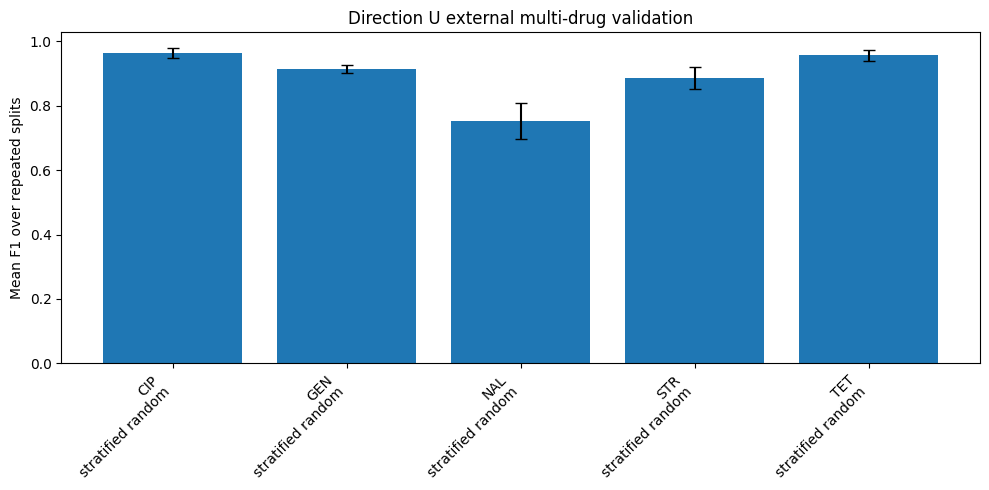 Direction U external multi-drug validation
Mean F1 over repeated splits
1.0
0.8
0.6
0.4
0.2
0.0
CIP
stratified random
GEN
stratified random
NAL
stratified random
STR
stratified random
TET
stratified random